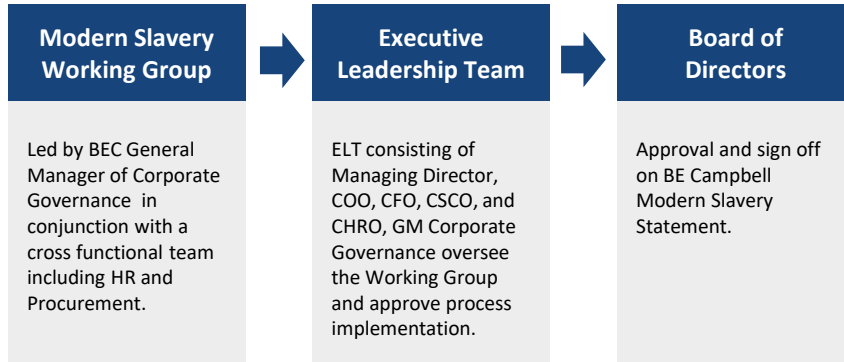 Modern Slavery
Working Group
Led by BEC General
Manager of Corporate
Governance  in
conjunction with a
cross functional team
including HR and
Procurement.
Executive
Leadership Team
ELT consisting of
Managing Director,
COO, CFO, CSCO, and
CHRO, GM Corporate
Governance oversee
the Working Group
and approve process
implementation.
Board of
Directors
Approval and sign off
on BE Campbell
Modern Slavery
Statement.